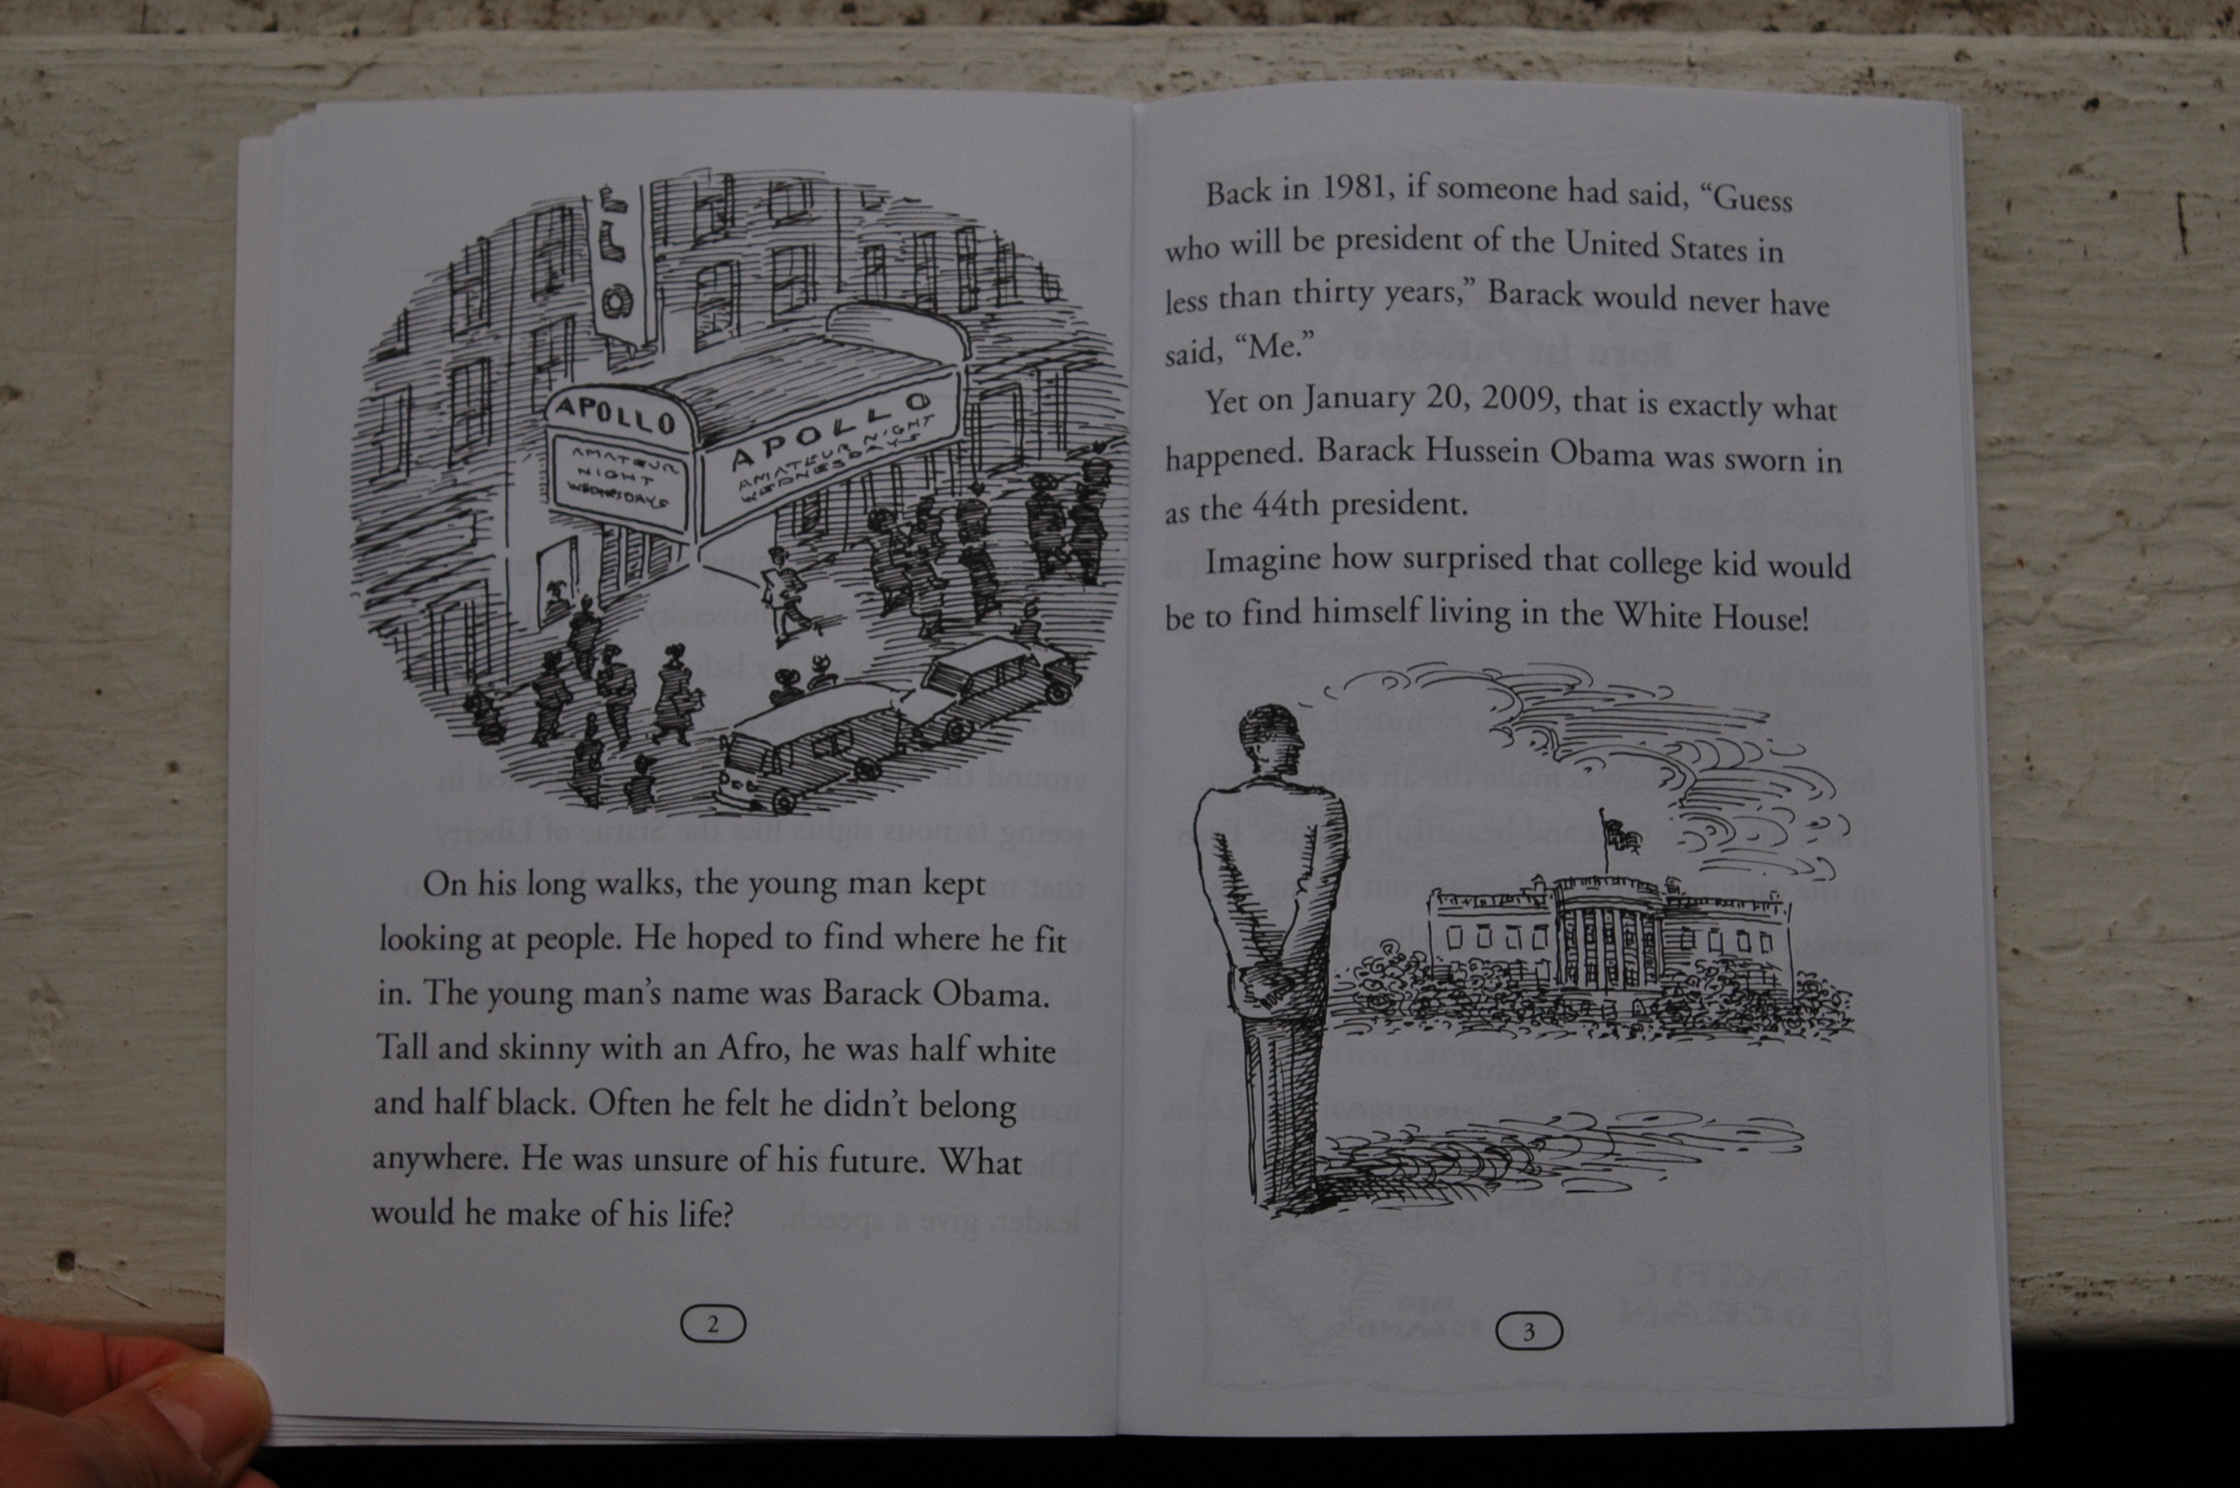 L
L
O
APOLLO
AMATEUR
NIGHT
WEDNESDAYS
APOLLO
AMATEUR NIGHT
WEDNESDAYS
On his long walks, the young man kept
looking at people. He hoped to find where he fit
in. The young man’s name was Barack Obama.
Tall and skinny with an Afro, he was half white
and half black. Often he felt he didn’t belong
anywhere. He was unsure of his future. What
would he make of his life?
2
Back in 1981, if someone had said, “Guess
who will be president of the United States in
less than thirty years,” Barack would never have
said, “Me.”
Yet on January 20, 2009, that is exactly what
happened. Barack Hussein Obama was sworn in
as the 44th president.
Imagine how surprised that college kid would
be to find himself living in the White House!
3